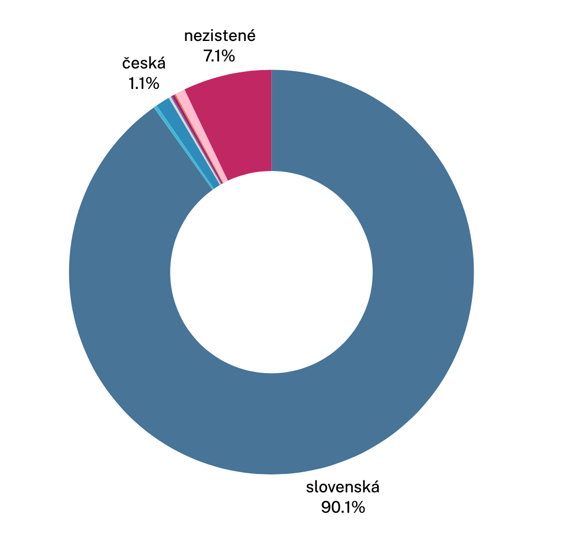 nezistené
7.1%
česká
1.1%
slovenská
90.1%